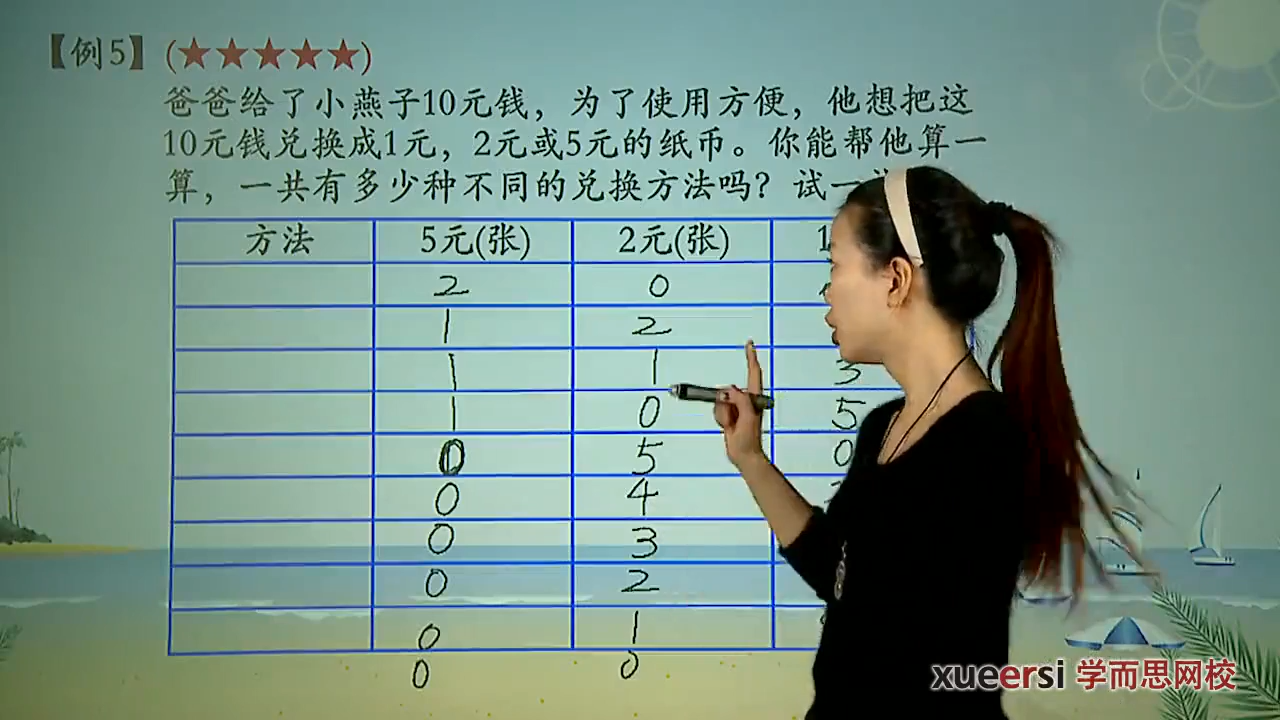 【例5】(★★★★★)
爸爸给了小燕子10元钱，为了使用方便，他想把这
10元钱兑换成1元，2元或5元的纸币。你能帮他算一
算，一共有多少种不同的兑换方法吗？试一
方法 5元(张) 2元(张) 1
2 0
1 2
1 1 3
1 0 5
0 5 0
0 4
0 3
0 2
0 1
0 0
xueersi 学而思网校